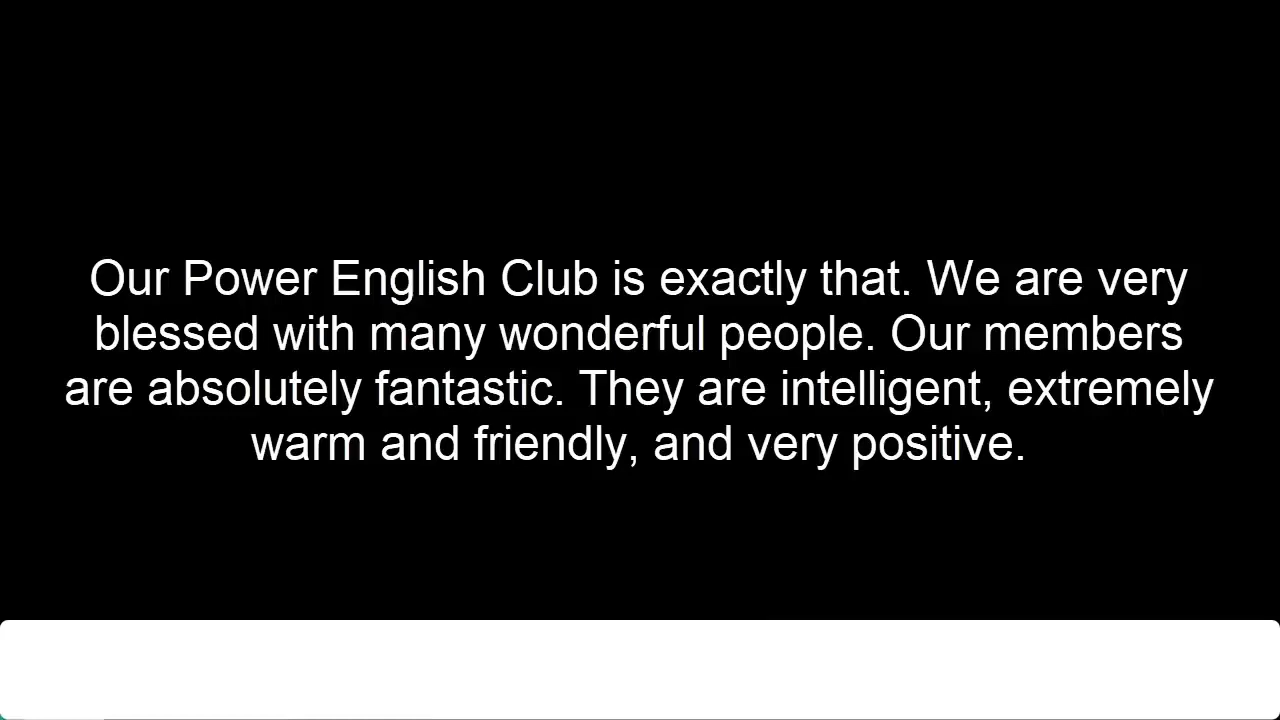 Our Power English Club is exactly that. We are very
blessed with many wonderful people. Our members
are absolutely fantastic. They are intelligent, extremely
warm and friendly, and very positive.